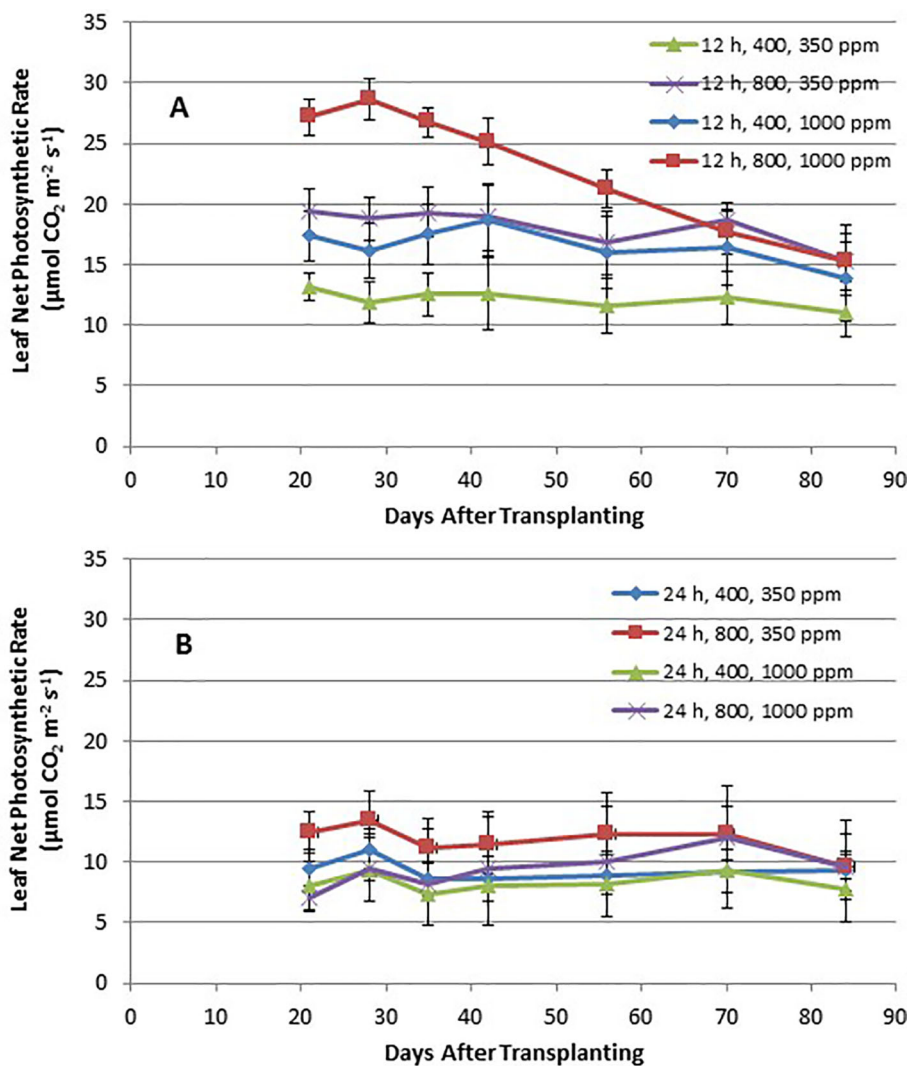 35
30
25
20
15
10
5
0
Leaf Net Photosynthetic Rate
(µmol CO₂ m⁻² s⁻¹)
A
12 h, 400, 350 ppm
12 h, 800, 350 ppm
12 h, 400, 1000 ppm
12 h, 800, 1000 ppm
0 10 20 30 40 50 60 70 80 90
Days After Transplanting
35
30
25
20
15
10
5
0
Leaf Net Photosynthetic Rate
(µmol CO₂ m⁻² s⁻¹)
B
24 h, 400, 350 ppm
24 h, 800, 350 ppm
24 h, 400, 1000 ppm
24 h, 800, 1000 ppm
0 10 20 30 40 50 60 70 80 90
Days After Transplanting